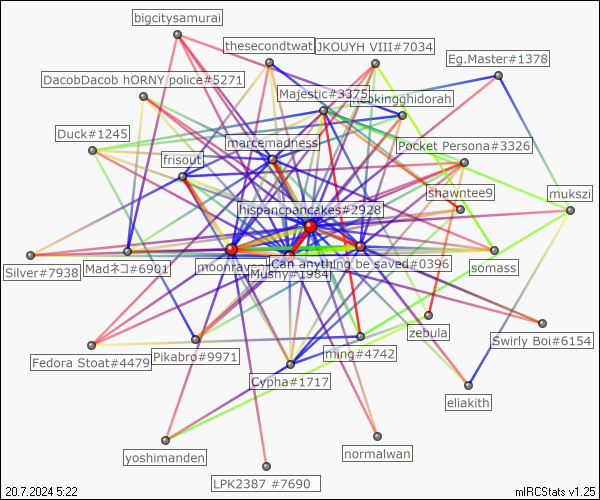 bigcitysamurai
thesecondtwat
JKOUYH VIII#7034
Eg.Master#1378
DacobDacob hORNY police#5271
Majestic#3375
Duck#1245
marcemadness
Pocket Persona#3326
frisout
shawntee9
mukszi
hispancpancakes#2928
Silver#7938
Madネコ#6901
Mushy#1984
Can anything be saved#0396
somass
Fedora Stoat#4479
Pikabro#9971
ming#4742
zebula
Swirly Boi#6154
Cypha#1717
eliakith
yoshimanden
normalwan
LPK2387 #7690
20.7.2024 5:22
mIRCStats v1.25